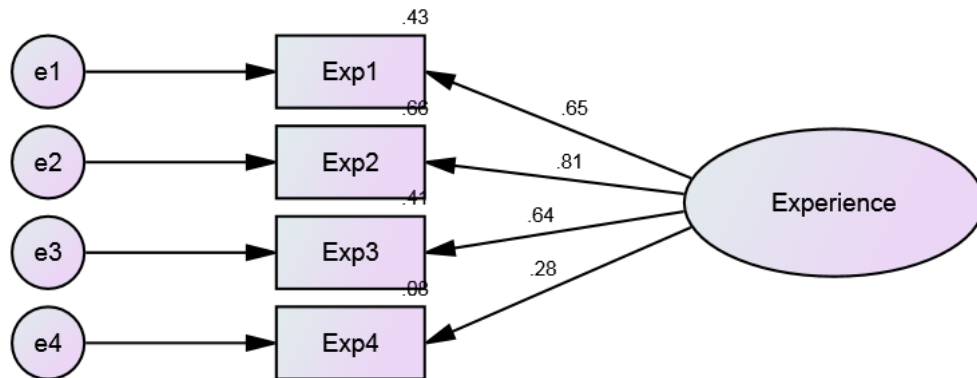 .43
e1
Exp1
.65
.66
e2
Exp2
.81
Experience
.41
e3
Exp3
.64
.08
e4
Exp4
.28